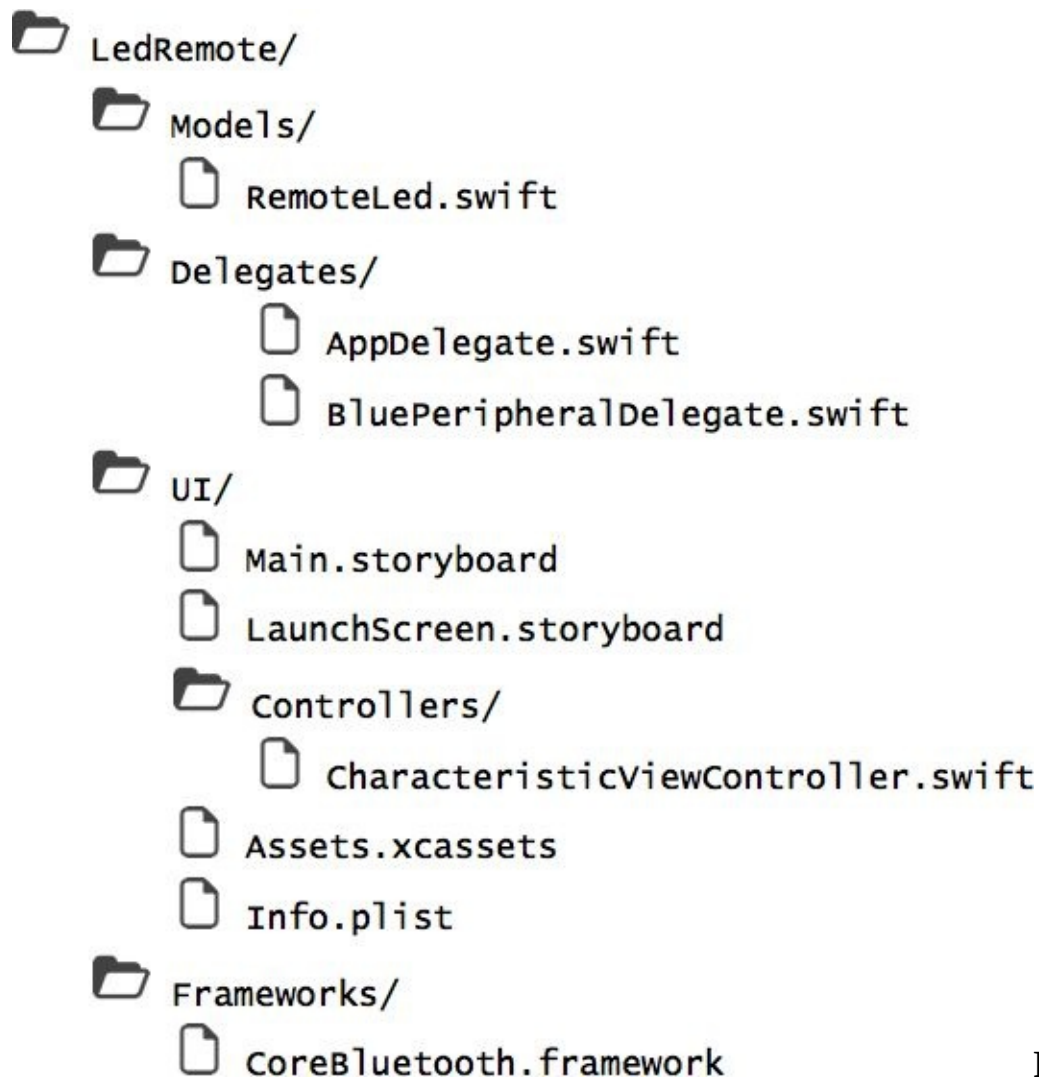 LedRemote/
Models/
RemoteLed.swift
Delegates/
AppDelegate.swift
BluePeripheralDelegate.swift
UI/
Main.storyboard
LaunchScreen.storyboard
Controllers/
CharacteristicViewController.swift
Assets.xcassets
Info.plist
Frameworks/
CoreBluetooth.framework